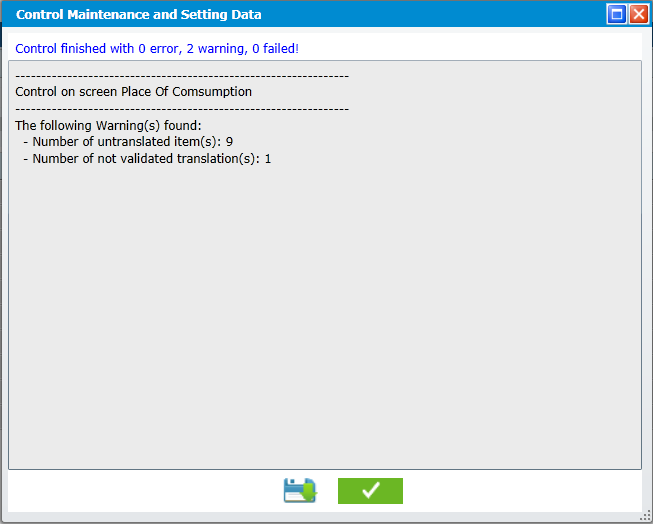 Control Maintenance and Setting Data
Control finished with 0 error, 2 warning, 0 failed!
----------------------------------------------------------------
Control on screen Place Of Comsumption
----------------------------------------------------------------
The following Warning(s) found:
- Number of untranslated item(s): 9
- Number of not validated translation(s): 1